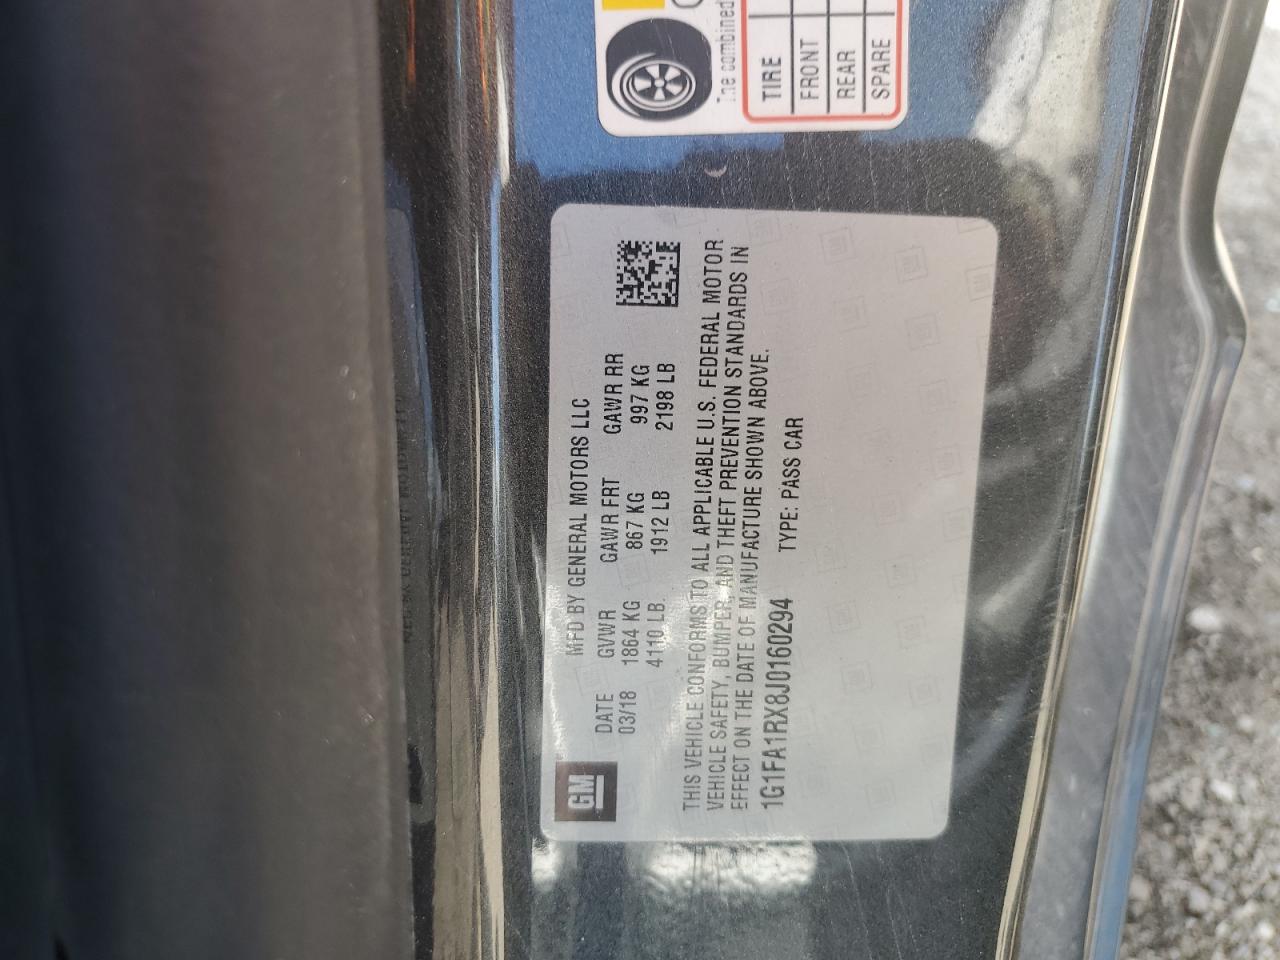 GM
MFD BY GENERAL MOTORS LLC
DATE GVWR GAWR FRT GAWR RR
03/18 1864 KG 867 KG 997 KG
4110 LB. 1912 LB 2198 LB
THIS VEHICLE CONFORMS TO ALL APPLICABLE U.S. FEDERAL MOTOR
VEHICLE SAFETY, BUMPER, AND THEFT PREVENTION STANDARDS IN
EFFECT ON THE DATE OF MANUFACTURE SHOWN ABOVE.
1G1FA1RX8J0160294 TYPE: PASS CAR
The combined
TIRE
FRONT
REAR
SPARE